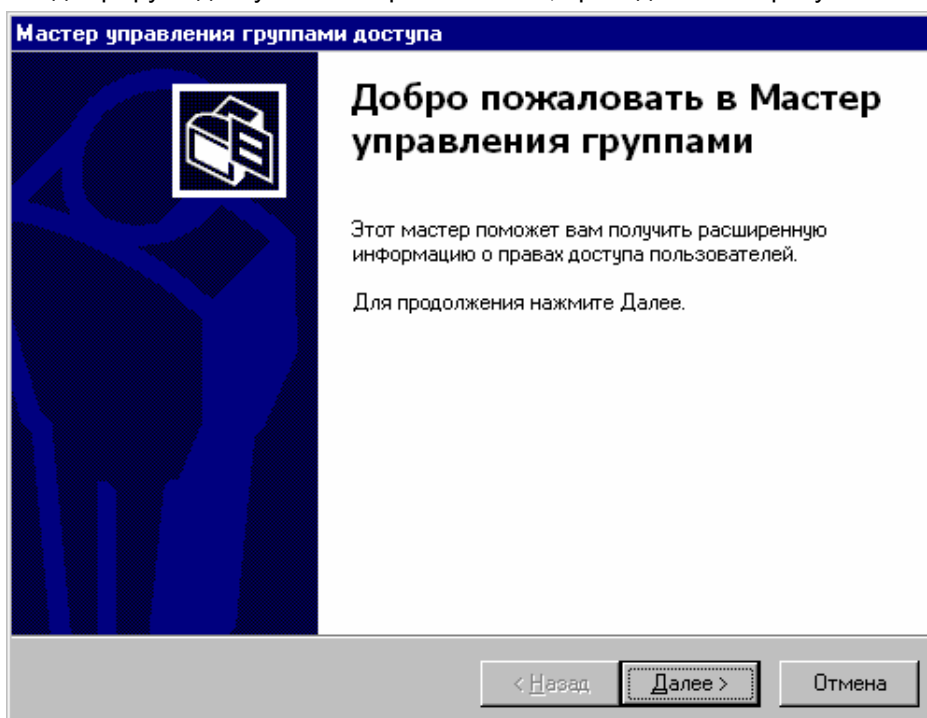 Мастер управления группами доступа
Добро пожаловать в Мастер
управления группами
Этот мастер поможет вам получить расширенную
информацию о правах доступа пользователей.
Для продолжения нажмите Далее.
< Назад
Далее >
Отмена